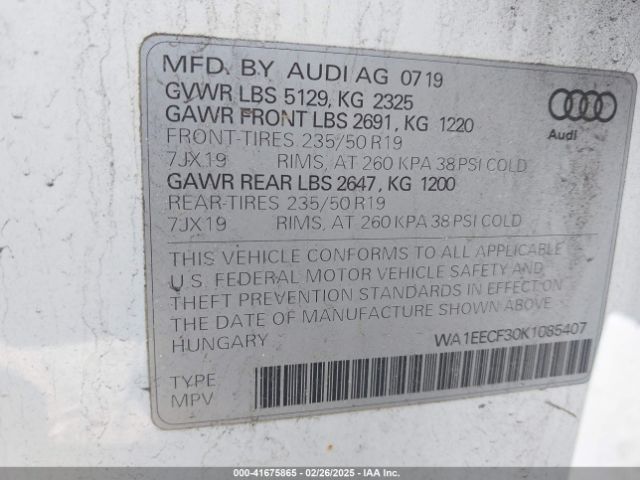 MFD. BY AUDI AG 07 19
GVWR LBS 5129, KG 2325
GAWR FRONT LBS 2691, KG 1220
FRONT-TIRES 235/50 R19
7JX19 RIMS, AT 260 KPA 38 PSI COLD
GAWR REAR LBS 2647, KG 1200
REAR-TIRES 235/50 R19
7JX19 RIMS, AT 260 KPA 38 PSI COLD
Audi
THIS VEHICLE CONFORMS TO ALL APPLICABLE
U.S. FEDERAL MOTOR VEHICLE SAFETY AND
THEFT PREVENTION STANDARDS IN EFFECT ON
THE DATE OF MANUFACTURE SHOWN ABOVE.
HUNGARY
WA1EECF30K1085407
TYPE
MPV
000-41675865 - 02/26/2025 - IAA Inc.